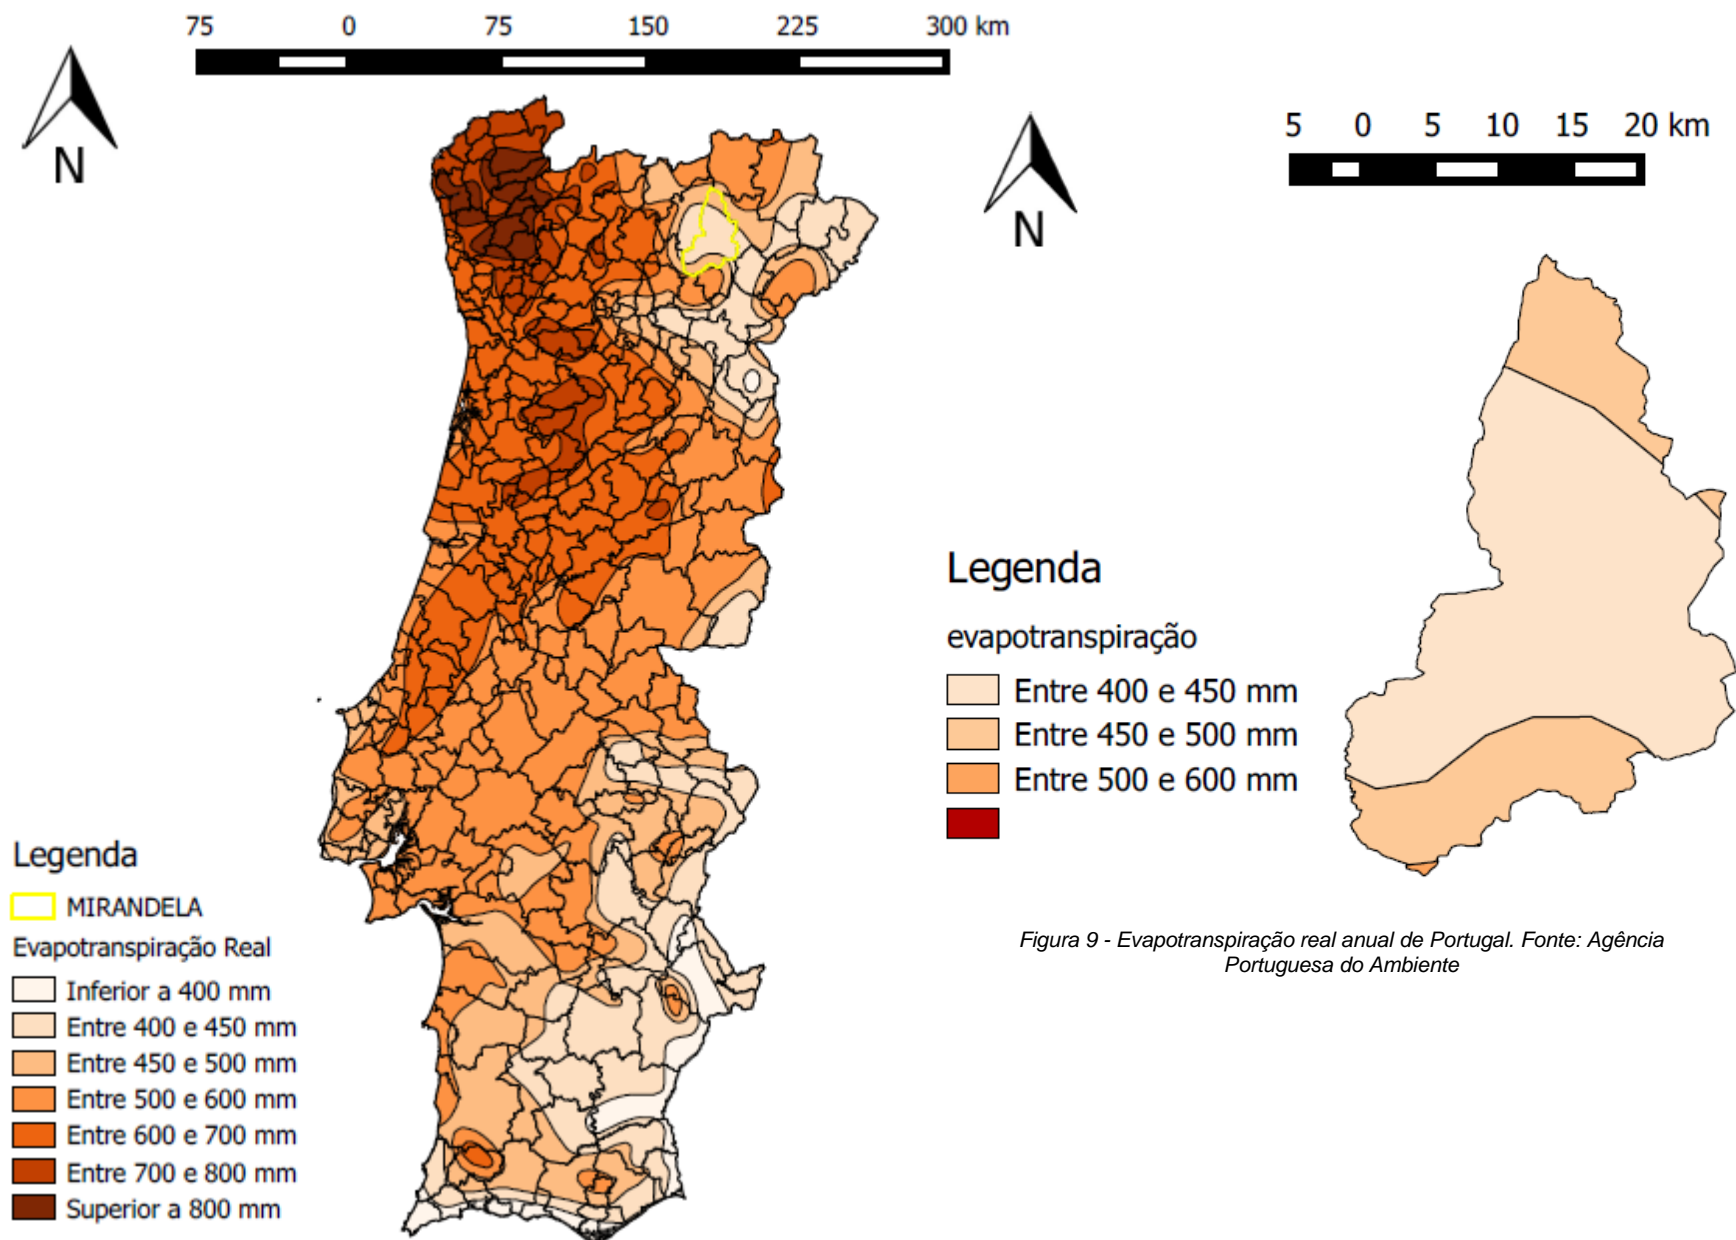 75 0 75 150 225 300 km
N
Legenda
MIRANDELA
Evapotranspiração Real
Inferior a 400 mm
Entre 400 e 450 mm
Entre 450 e 500 mm
Entre 500 e 600 mm
Entre 600 e 700 mm
Entre 700 e 800 mm
Superior a 800 mm
5 0 5 10 15 20 km
N
Legenda
evapotranspiração
Entre 400 e 450 mm
Entre 450 e 500 mm
Entre 500 e 600 mm
Figura 9 - Evapotranspiração real anual de Portugal. Fonte: Agência
Portuguesa do Ambiente